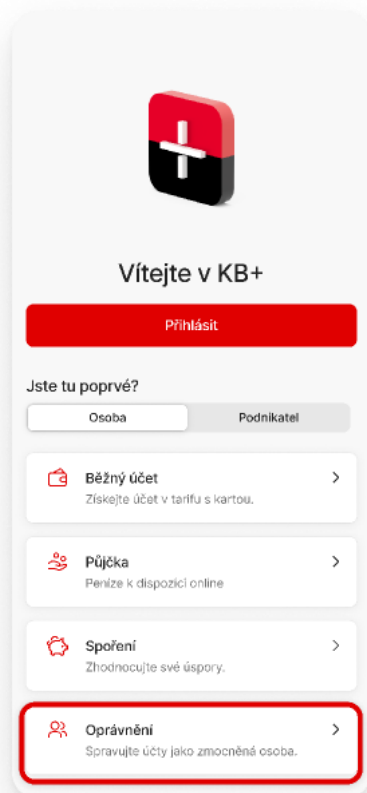 Vítejte v KB+
Přihlásit
Jste tu poprvé?
Osoba
Podnikatel
Běžný účet
Získejte účet v tarifu s kartou.
Půjčka
Peníze k dispozici online
Spoření
Zhodnocujte své úspory.
Oprávnění
Spravujte účty jako zmocněná osoba.